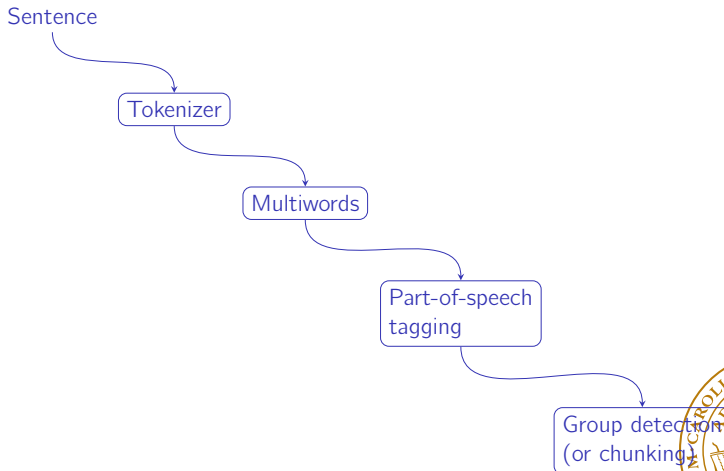 Sentence
Tokenizer
Multiwords
Part-of-speech
tagging
Group detection
(or chunking)